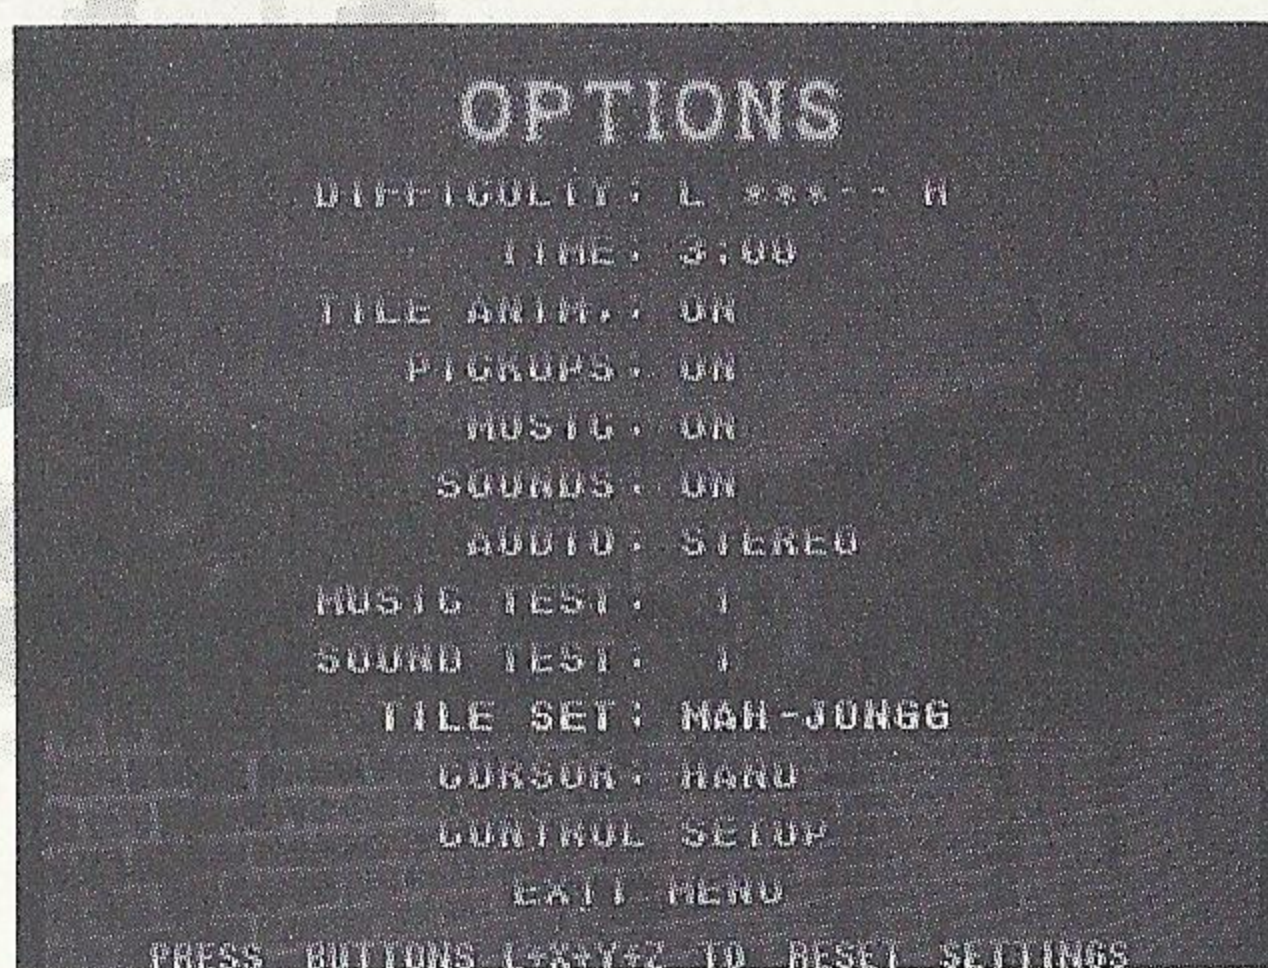 OPTIONS
DIFFICULTY: L ***-- H
TIME: 3:00
TILE ANIM.: ON
PICKUPS: ON
MUSIC: ON
SOUNDS: ON
AUDIO: STEREO
MUSIC TEST: 1
SOUND TEST: 1
TILE SET: MAH-JONGG
CURSOR: HAND
CONTROL SETUP
EXIT MENU
PRESS BUTTONS L+X+Y+Z TO RESET SETTINGS